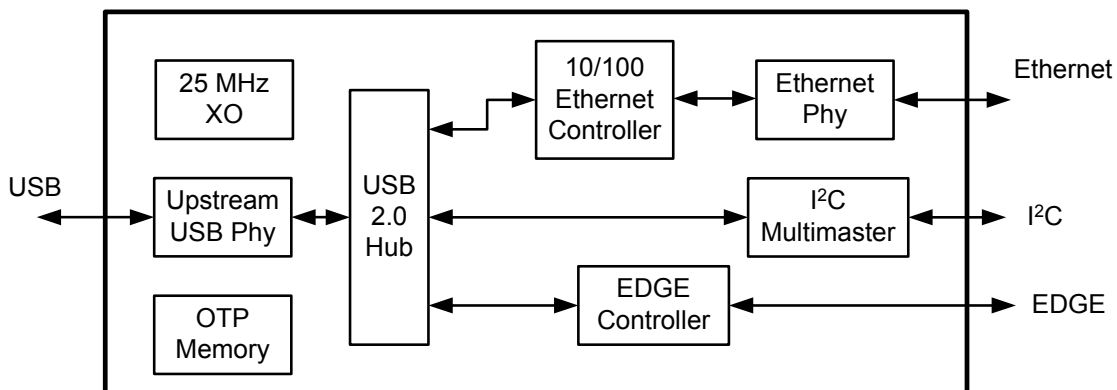 25 MHz
XO
10/100
Ethernet
Controller
Ethernet
Phy
Ethernet
USB
Upstream
USB Phy
USB
2.0
Hub
I²C
Multimaster
I²C
OTP
Memory
EDGE
Controller
EDGE